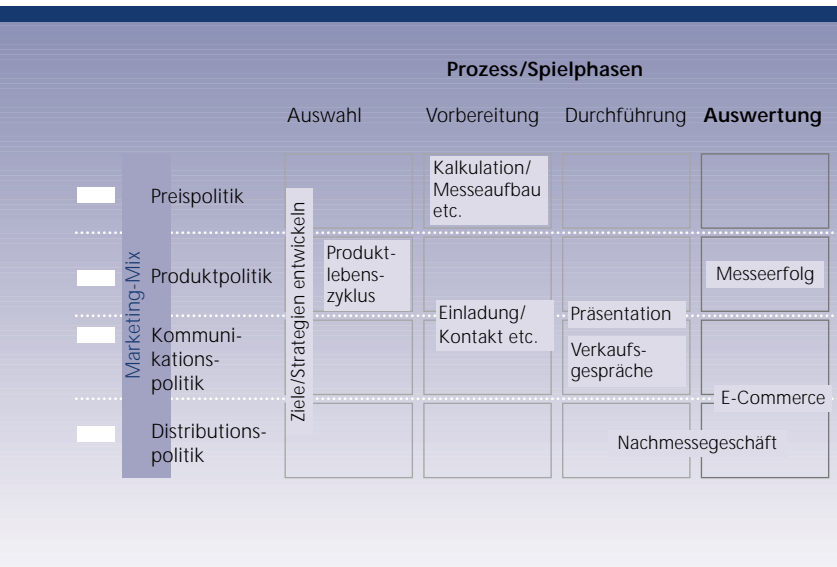 Prozess/Spielphasen
Auswahl Vorbereitung Durchführung Auswertung
Marketing-Mix
Ziele/Strategien entwickeln
Preispolitik
Kalkulation/
Messeaufbau
etc.
Produktpolitik
Produkt-
lebens-
zyklus
Messeerfolg
Einladung/
Kontakt etc.
Präsentation
Kommuni-
kations-
politik
Verkaufs-
gespräche
E-Commerce
Distributions-
politik
Nachmessegeschäft